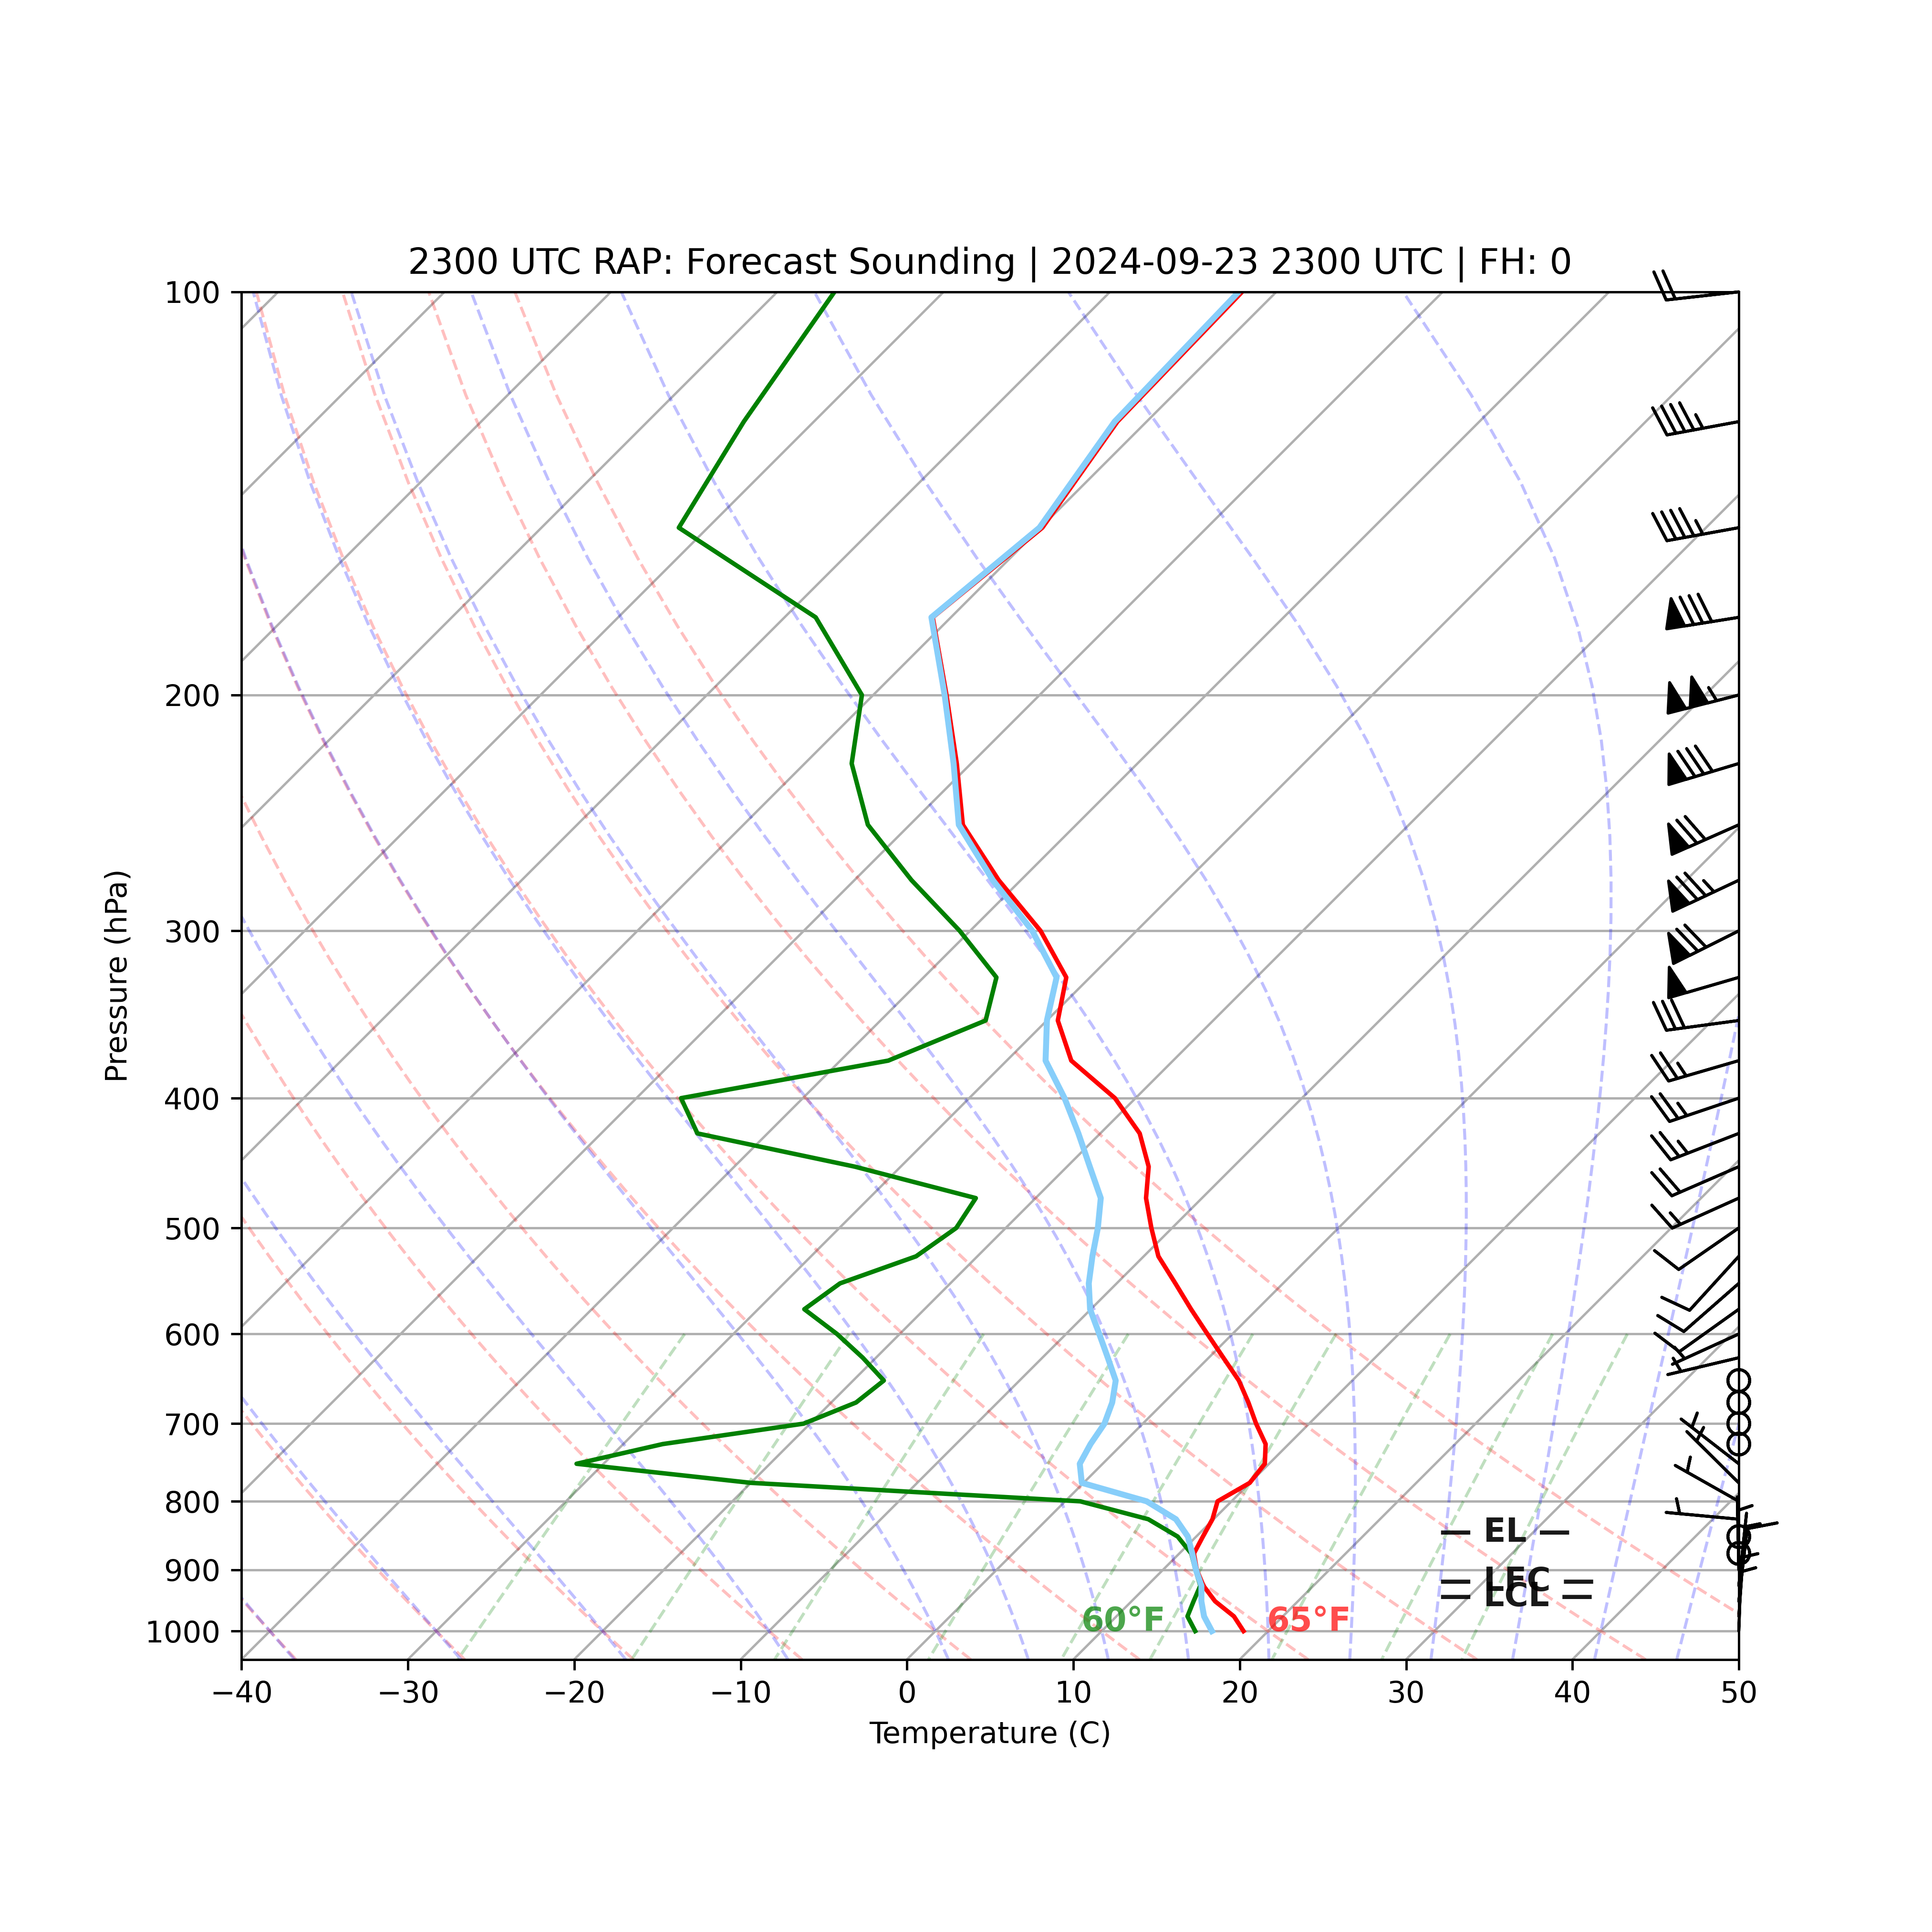 2300 UTC RAP: Forecast Sounding | 2024-09-23 2300 UTC | FH: 0
100
200
300
400
500
600
700
800
900
1000
Pressure (hPa)
— EL —
— LFC —
— LCL —
60°F
65°F
−40 −30 −20 −10 0 10 20 30 40 50
Temperature (C)